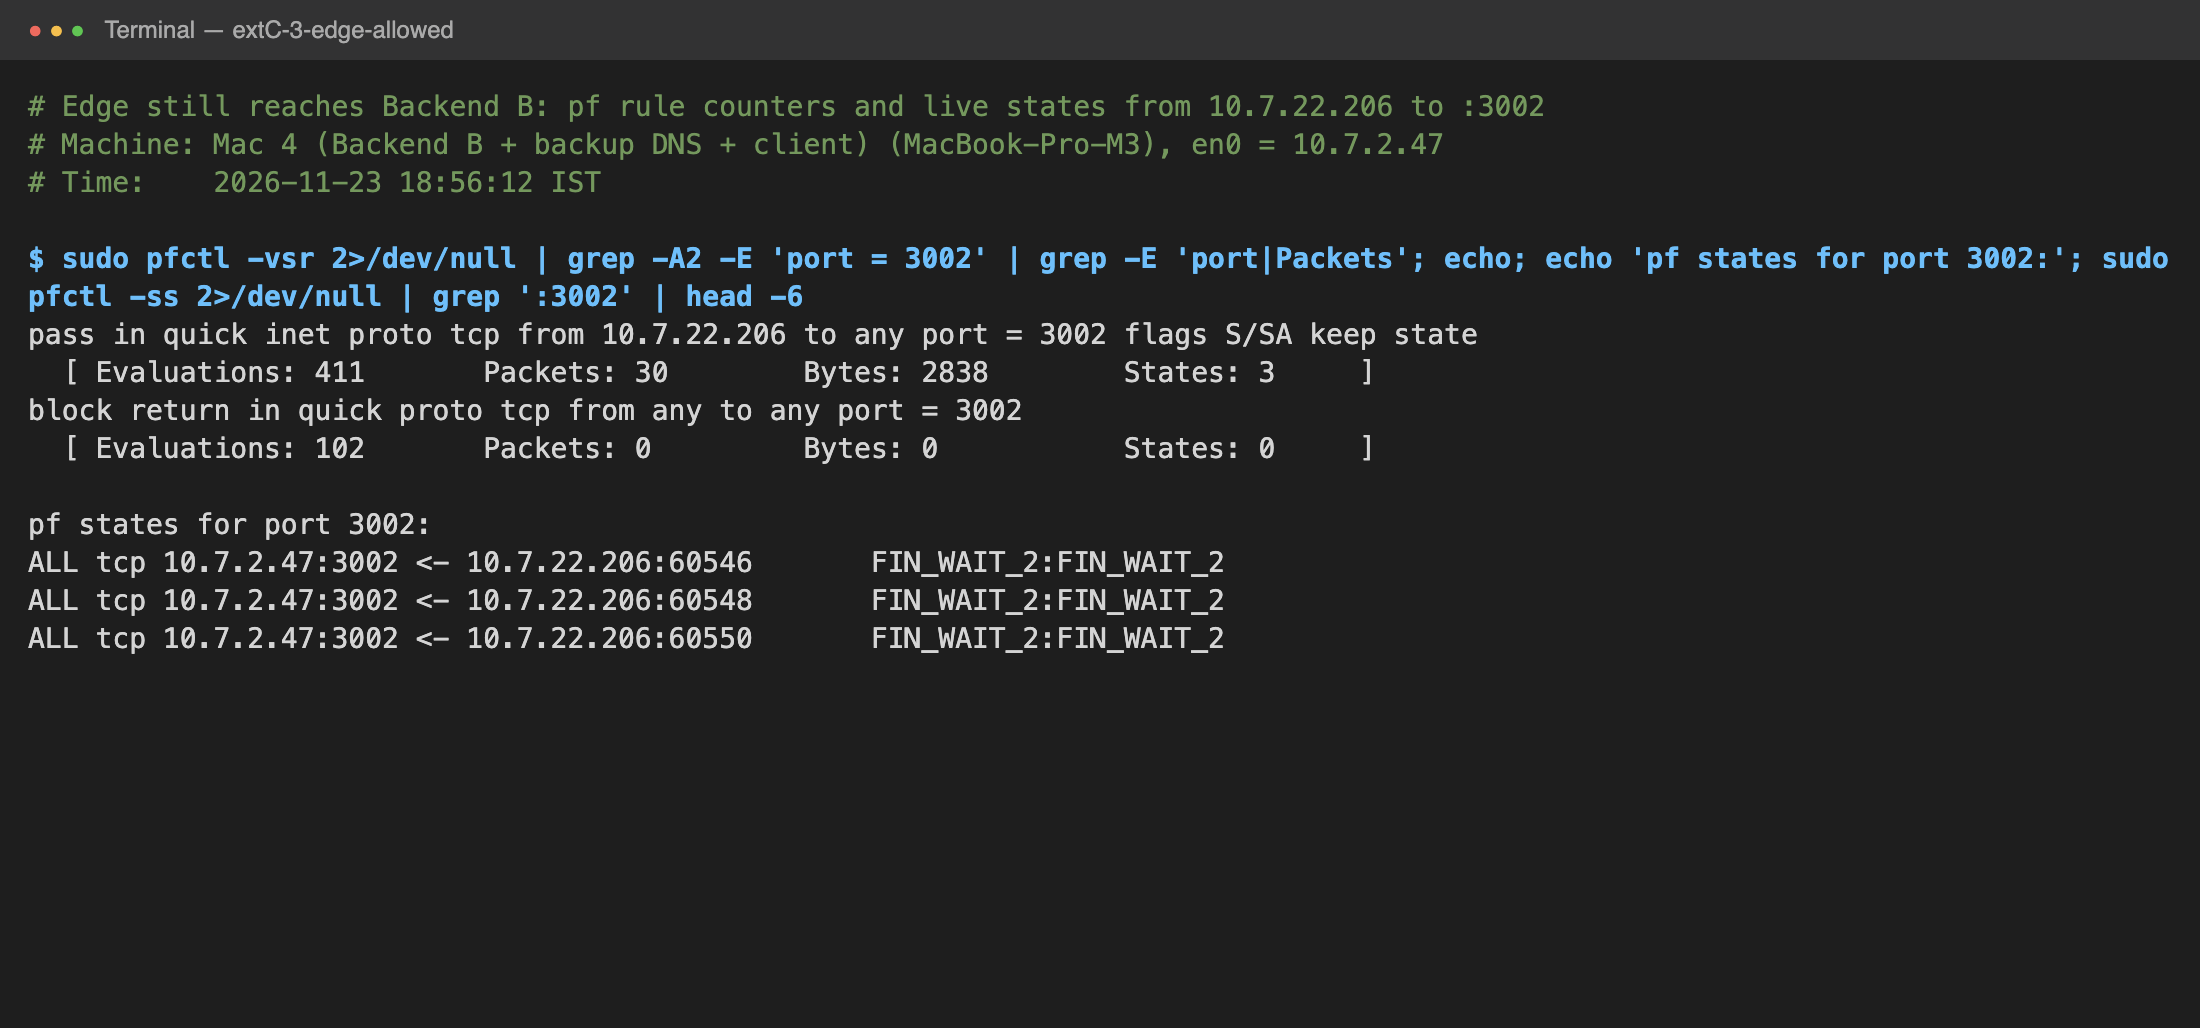 Terminal — extC-3-edge-allowed
# Edge still reaches Backend B: pf rule counters and live states from 10.7.22.206 to :3002
# Machine: Mac 4 (Backend B + backup DNS + client) (MacBook-Pro-M3), en0 = 10.7.2.47
# Time:    2026-11-23 18:56:12 IST
$ sudo pfctl -vsr 2>/dev/null | grep -A2 -E 'port = 3002' | grep -E 'port|Packets'; echo; echo 'pf states for port 3002:'; sudo
pfctl -ss 2>/dev/null | grep ':3002' | head -6
pass in quick inet proto tcp from 10.7.22.206 to any port = 3002 flags S/SA keep state
  [ Evaluations: 411       Packets: 30        Bytes: 2838        States: 3     ]
block return in quick proto tcp from any to any port = 3002
  [ Evaluations: 102       Packets: 0         Bytes: 0           States: 0     ]
pf states for port 3002:
ALL tcp 10.7.2.47:3002 <- 10.7.22.206:60546       FIN_WAIT_2:FIN_WAIT_2
ALL tcp 10.7.2.47:3002 <- 10.7.22.206:60548       FIN_WAIT_2:FIN_WAIT_2
ALL tcp 10.7.2.47:3002 <- 10.7.22.206:60550       FIN_WAIT_2:FIN_WAIT_2